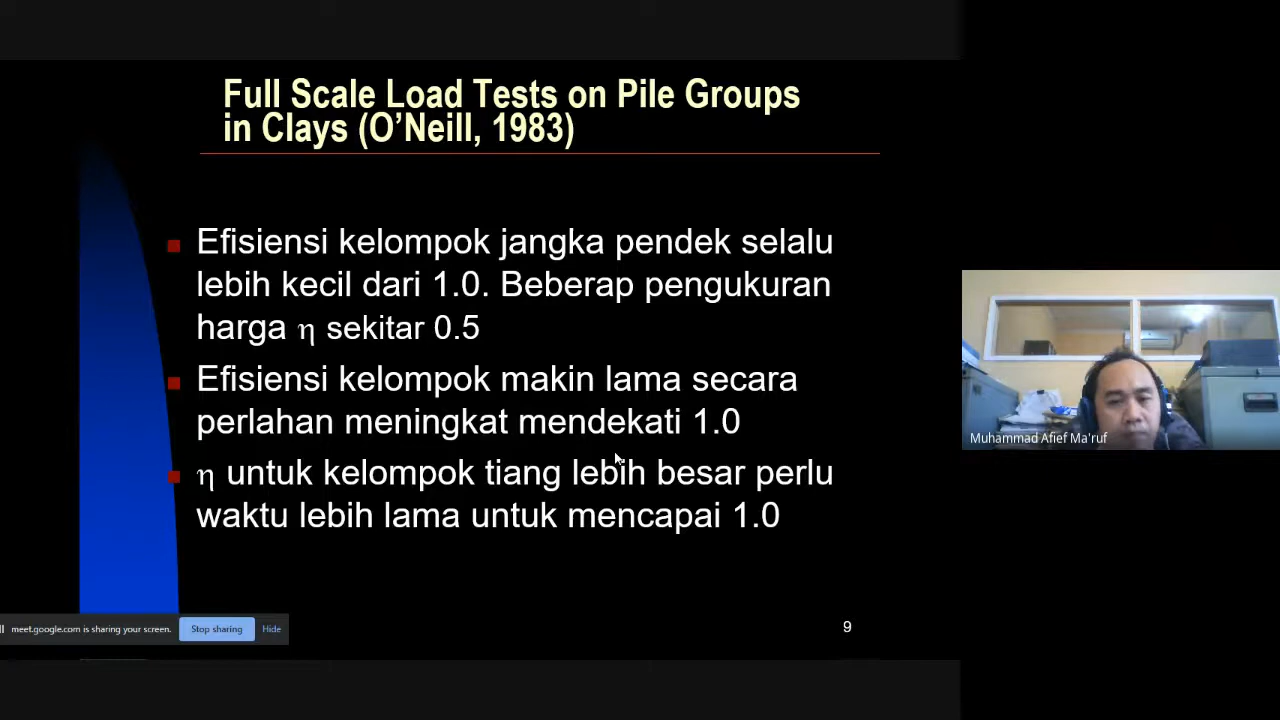 Full Scale Load Tests on Pile Groups
in Clays (O’Neill, 1983)
Efisiensi kelompok jangka pendek selalu
lebih kecil dari 1.0. Beberap pengukuran
harga η sekitar 0.5
Efisiensi kelompok makin lama secara
perlahan meningkat mendekati 1.0
η untuk kelompok tiang lebih besar perlu
waktu lebih lama untuk mencapai 1.0
Muhammad Afief Ma'ruf
meet.google.com is sharing your screen.
Stop sharing
Hide
9